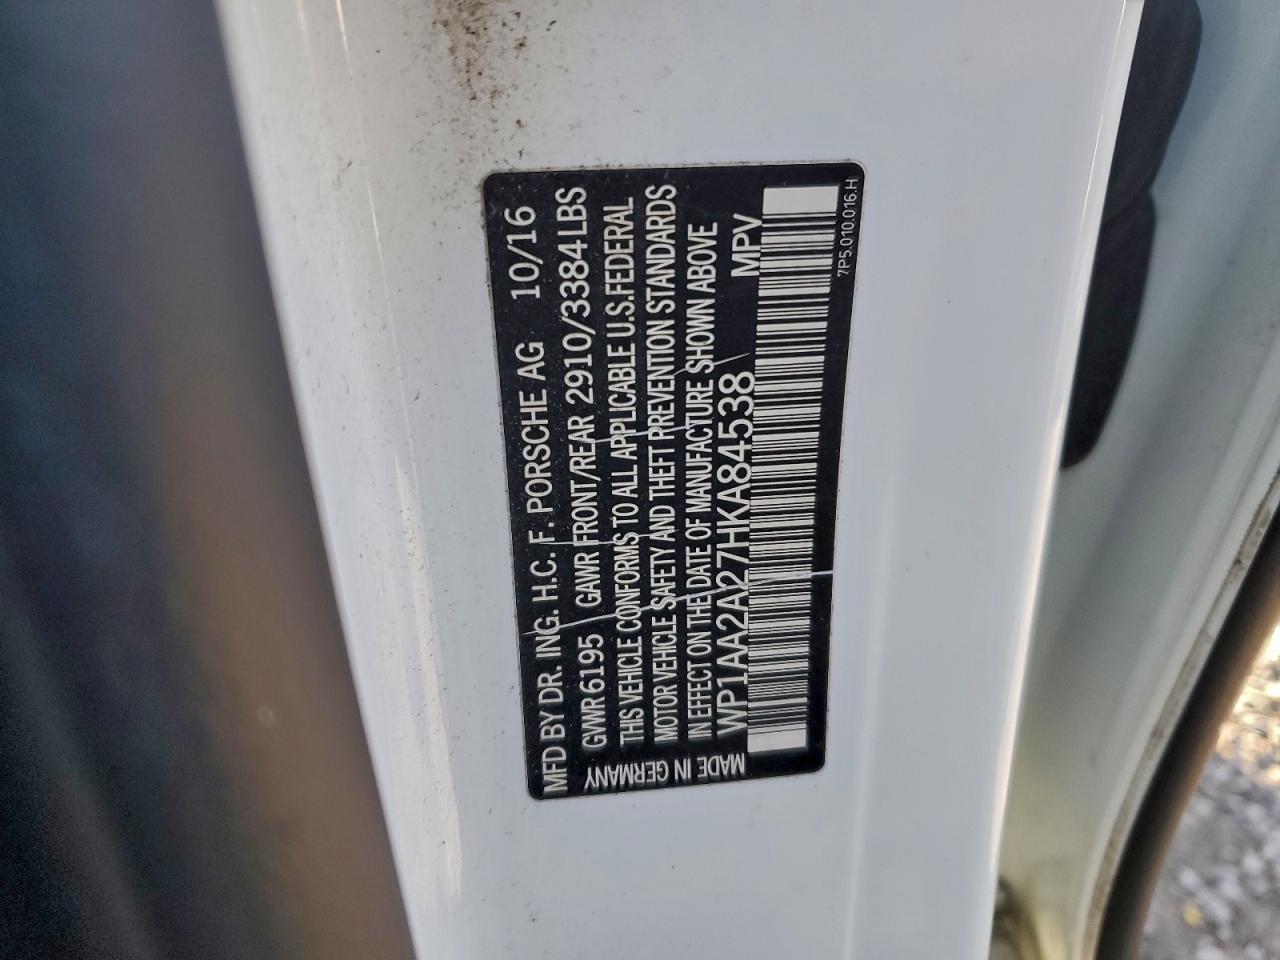 MFD BY DR. ING. H.C. F. PORSCHE AG 10/16
GVWR 6195 GAWR FRONT/REAR 2910/3384 LBS
THIS VEHICLE CONFORMS TO ALL APPLICABLE U.S. FEDERAL
MOTOR VEHICLE SAFETY AND THEFT PREVENTION STANDARDS
IN EFFECT ON THE DATE OF MANUFACTURE SHOWN ABOVE
WP1AA2A27HKA84538 MPV
MADE IN GERMANY
7P5.010.016.H